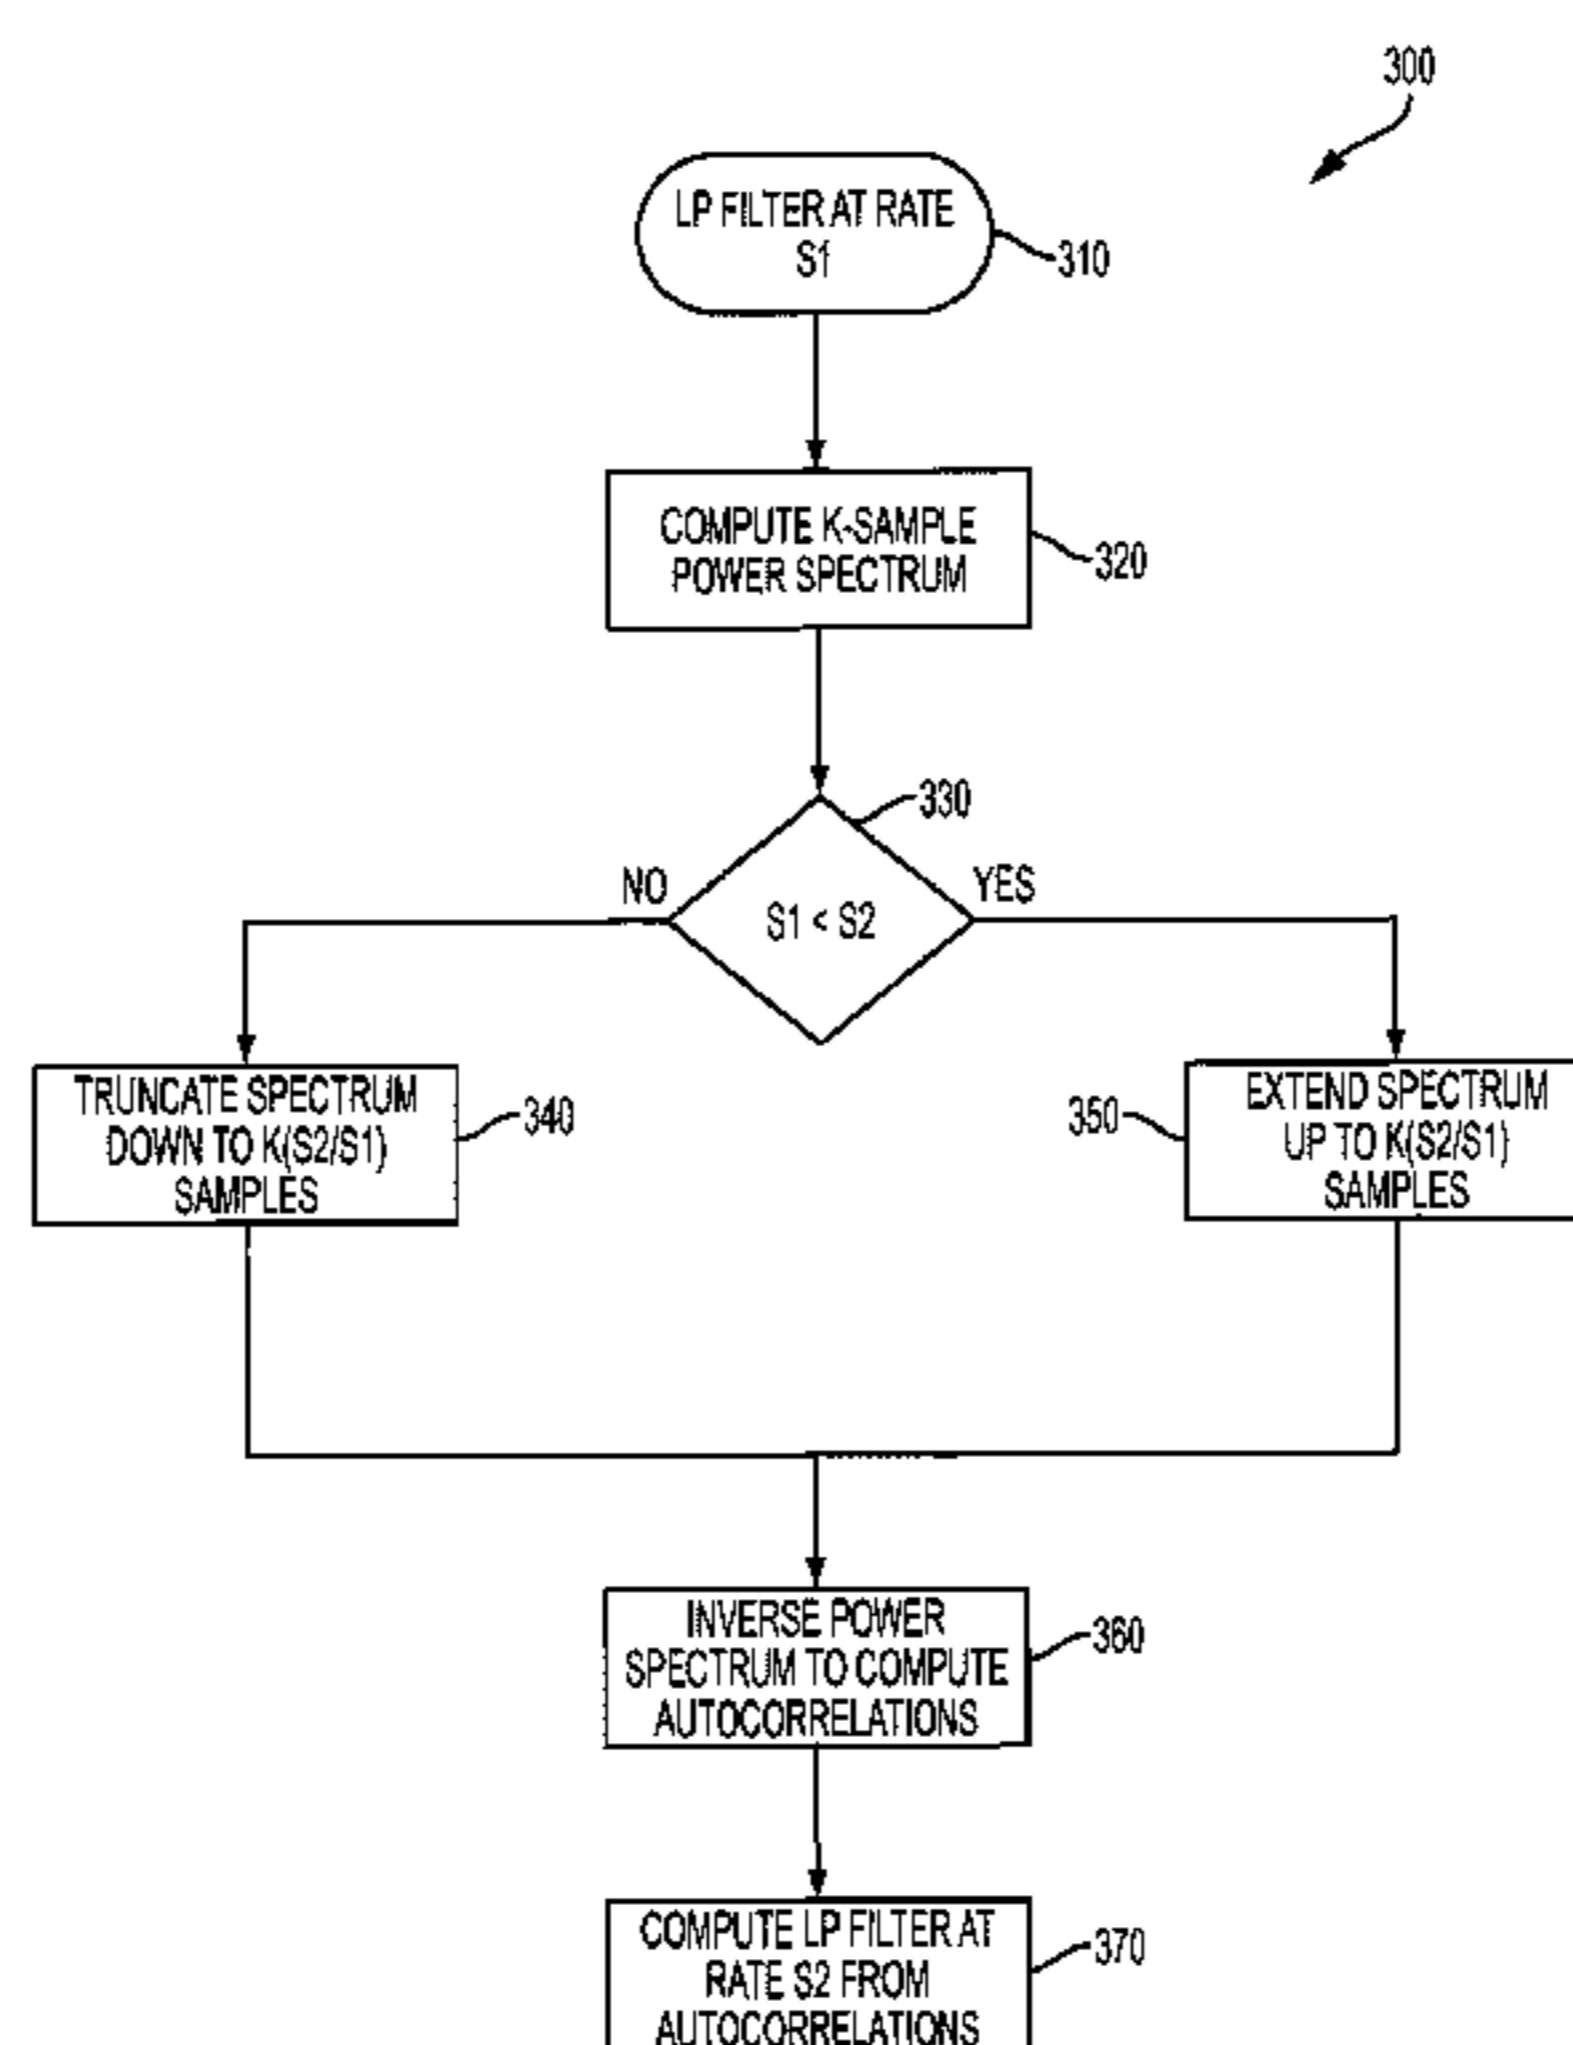 300
LP FILTER AT RATE
S1
310
COMPUTE K-SAMPLE
POWER SPECTRUM
320
330
NO
YES
S1 < S2
TRUNCATE SPECTRUM
DOWN TO K(S2/S1)
SAMPLES
340
350
EXTEND SPECTRUM
UP TO K(S2/S1)
SAMPLES
INVERSE POWER
SPECTRUM TO COMPUTE
AUTOCORRELATIONS
360
COMPUTE LP FILTER AT
RATE S2 FROM
AUTOCORRELATIONS
370